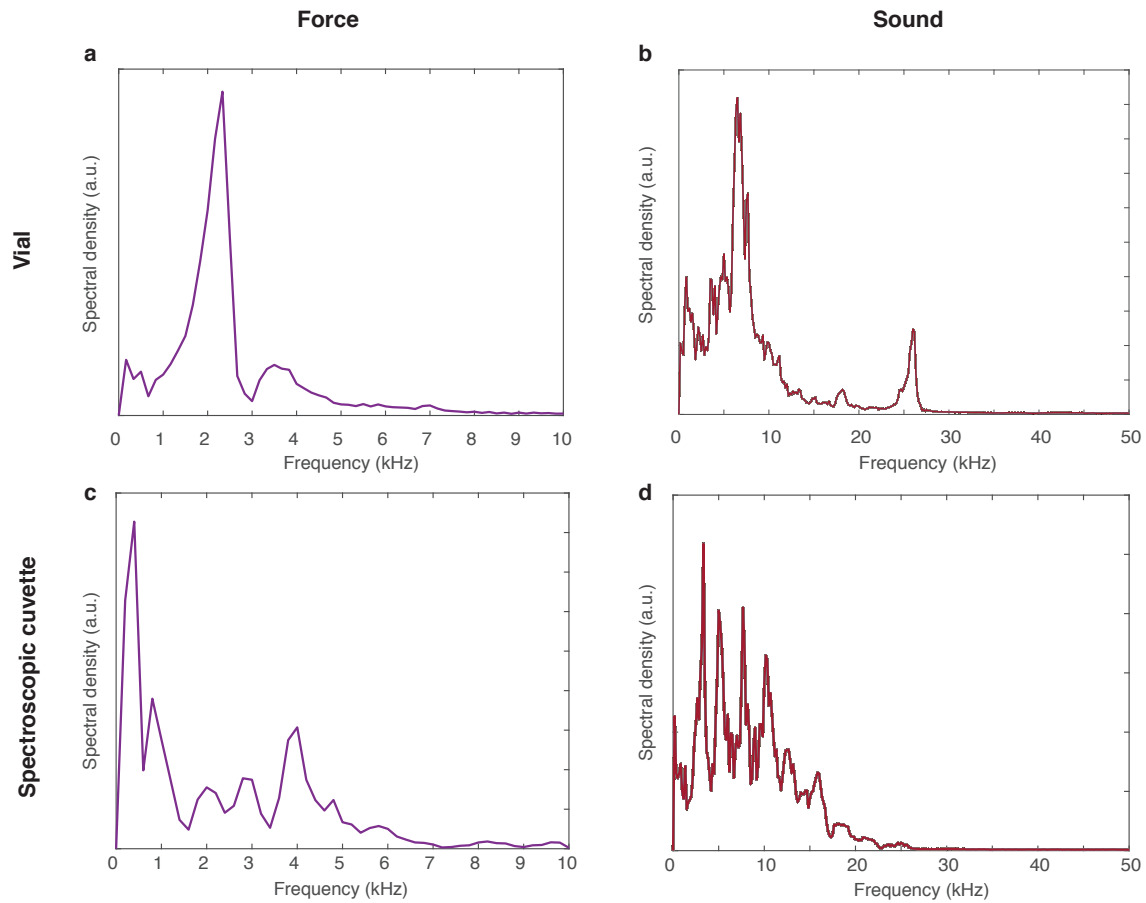 Force
Sound
Vial
Spectroscopic cuvette
a
Spectral density (a.u.)
0 1 2 3 4 5 6 7 8 9 10
Frequency (kHz)
b
Spectral density (a.u.)
0 10 20 30 40 50
Frequency (kHz)
c
Spectral density (a.u.)
0 1 2 3 4 5 6 7 8 9 10
Frequency (kHz)
d
Spectral density (a.u.)
0 10 20 30 40 50
Frequency (kHz)